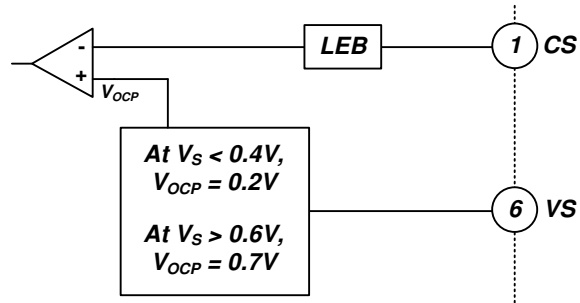 -
LEB
1
CS
+
V_OCP
At V_S < 0.4V,
V_OCP = 0.2V
At V_S > 0.6V,
V_OCP = 0.7V
6
VS